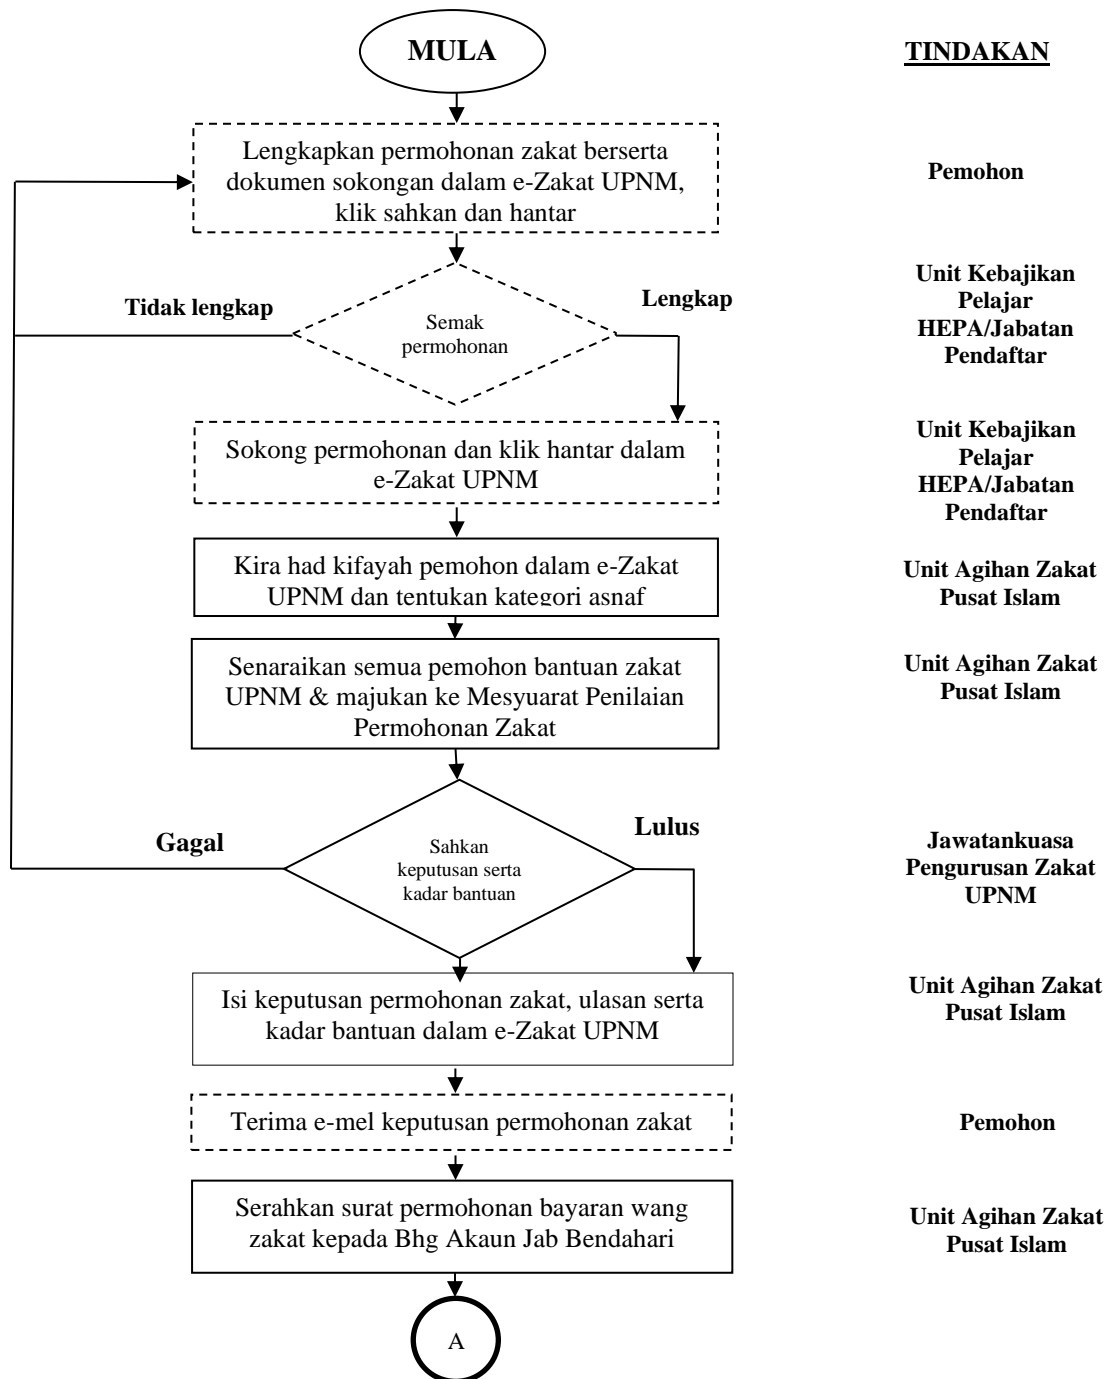 MULA
TINDAKAN
Lengkapkan permohonan zakat berserta
dokumen sokongan dalam e-Zakat UPNM,
klik sahkan dan hantar
Pemohon
Tidak lengkap
Semak
permohonan
Lengkap
Unit Kebajikan
Pelajar
HEPA/Jabatan
Pendaftar
Sokong permohonan dan klik hantar dalam
e-Zakat UPNM
Unit Kebajikan
Pelajar
HEPA/Jabatan
Pendaftar
Kira had kifayah pemohon dalam e-Zakat
UPNM dan tentukan kategori asnaf
Unit Agihan Zakat
Pusat Islam
Senaraikan semua pemohon bantuan zakat
UPNM & majukan ke Mesyuarat Penilaian
Permohonan Zakat
Unit Agihan Zakat
Pusat Islam
Gagal
Sahkan
keputusan serta
kadar bantuan
Lulus
Jawatankuasa
Pengurusan Zakat
UPNM
Isi keputusan permohonan zakat, ulasan serta
kadar bantuan dalam e-Zakat UPNM
Unit Agihan Zakat
Pusat Islam
Terima e-mel keputusan permohonan zakat
Pemohon
Serahkan surat permohonan bayaran wang
zakat kepada Bhg Akaun Jab Bendahari
Unit Agihan Zakat
Pusat Islam
A